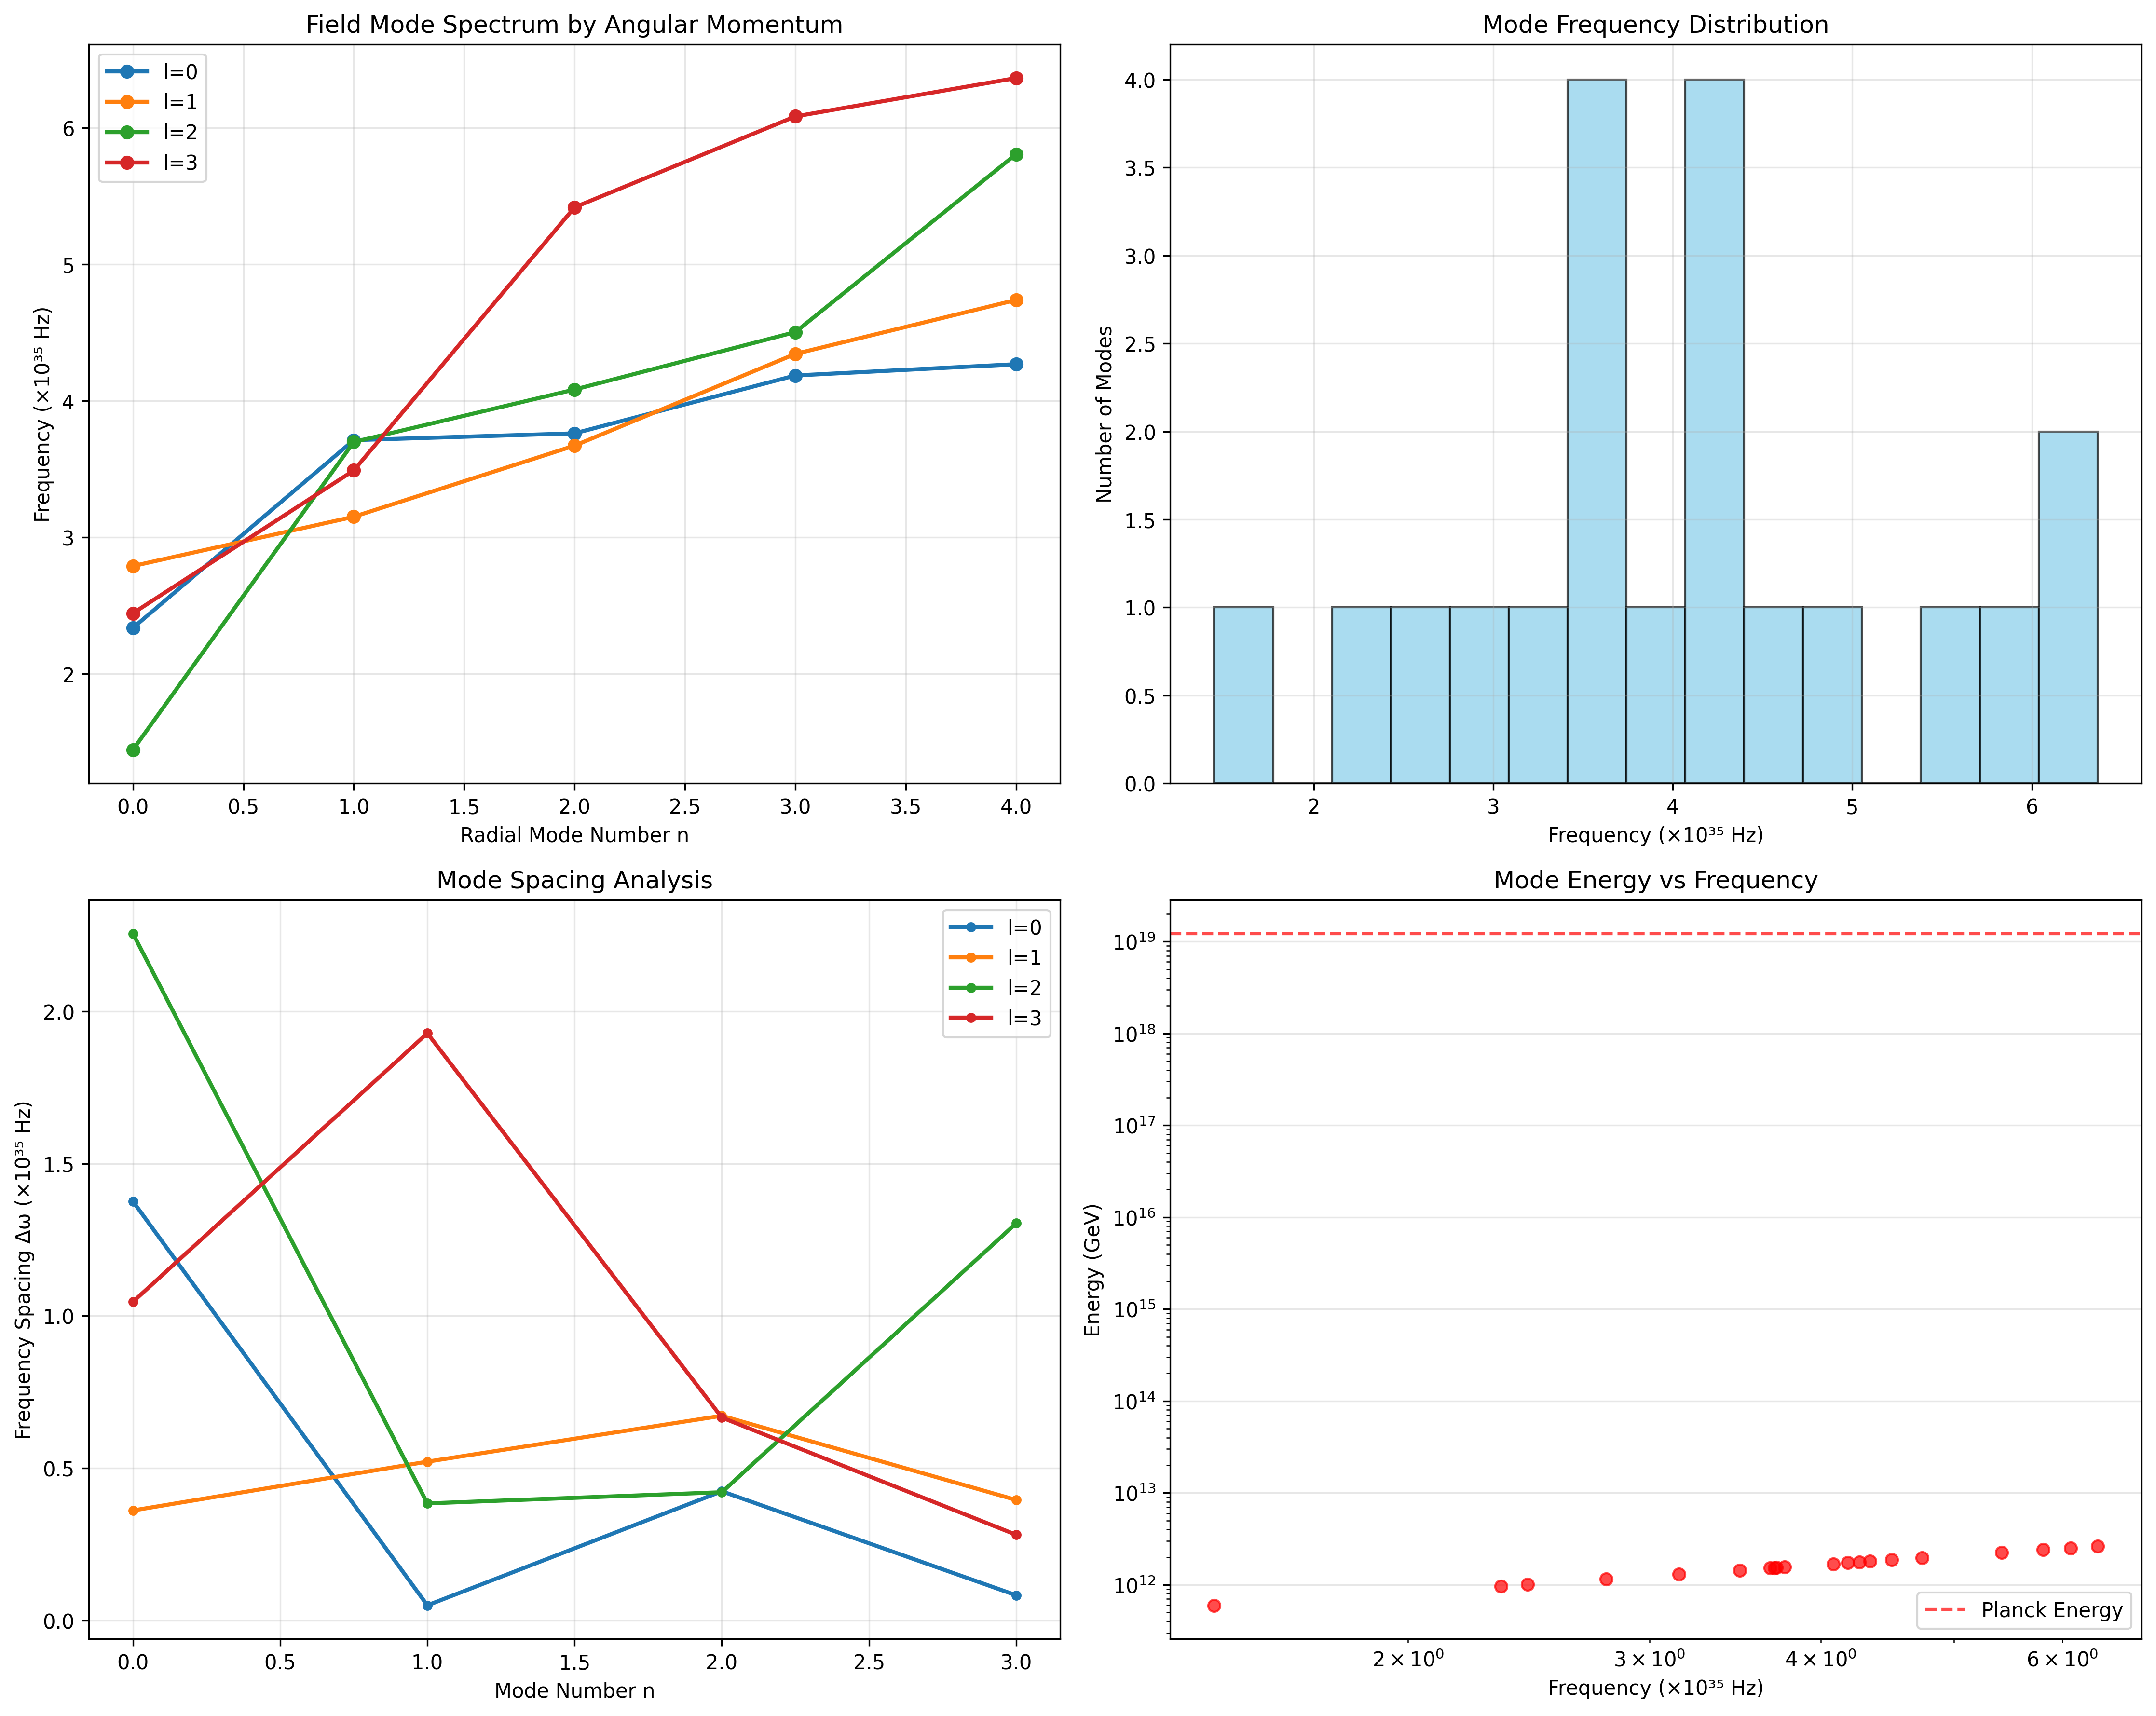 Field Mode Spectrum by Angular Momentum
l=0
l=1
l=2
l=3
6
5
4
3
2
Frequency (×10³⁵ Hz)
0.0 0.5 1.0 1.5 2.0 2.5 3.0 3.5 4.0
Radial Mode Number n
Mode Frequency Distribution
4.0
3.5
3.0
2.5
2.0
1.5
1.0
0.5
0.0
Number of Modes
2 3 4 5 6
Frequency (×10³⁵ Hz)
Mode Spacing Analysis
l=0
l=1
l=2
l=3
2.0
1.5
1.0
0.5
0.0
Frequency Spacing Δω (×10³⁵ Hz)
0.0 0.5 1.0 1.5 2.0 2.5 3.0
Mode Number n
Mode Energy vs Frequency
10¹⁹
10¹⁸
10¹⁷
10¹⁶
10¹⁵
10¹⁴
10¹³
10¹²
Energy (GeV)
Planck Energy
2 × 10⁰ 3 × 10⁰ 4 × 10⁰ 6 × 10⁰
Frequency (×10³⁵ Hz)